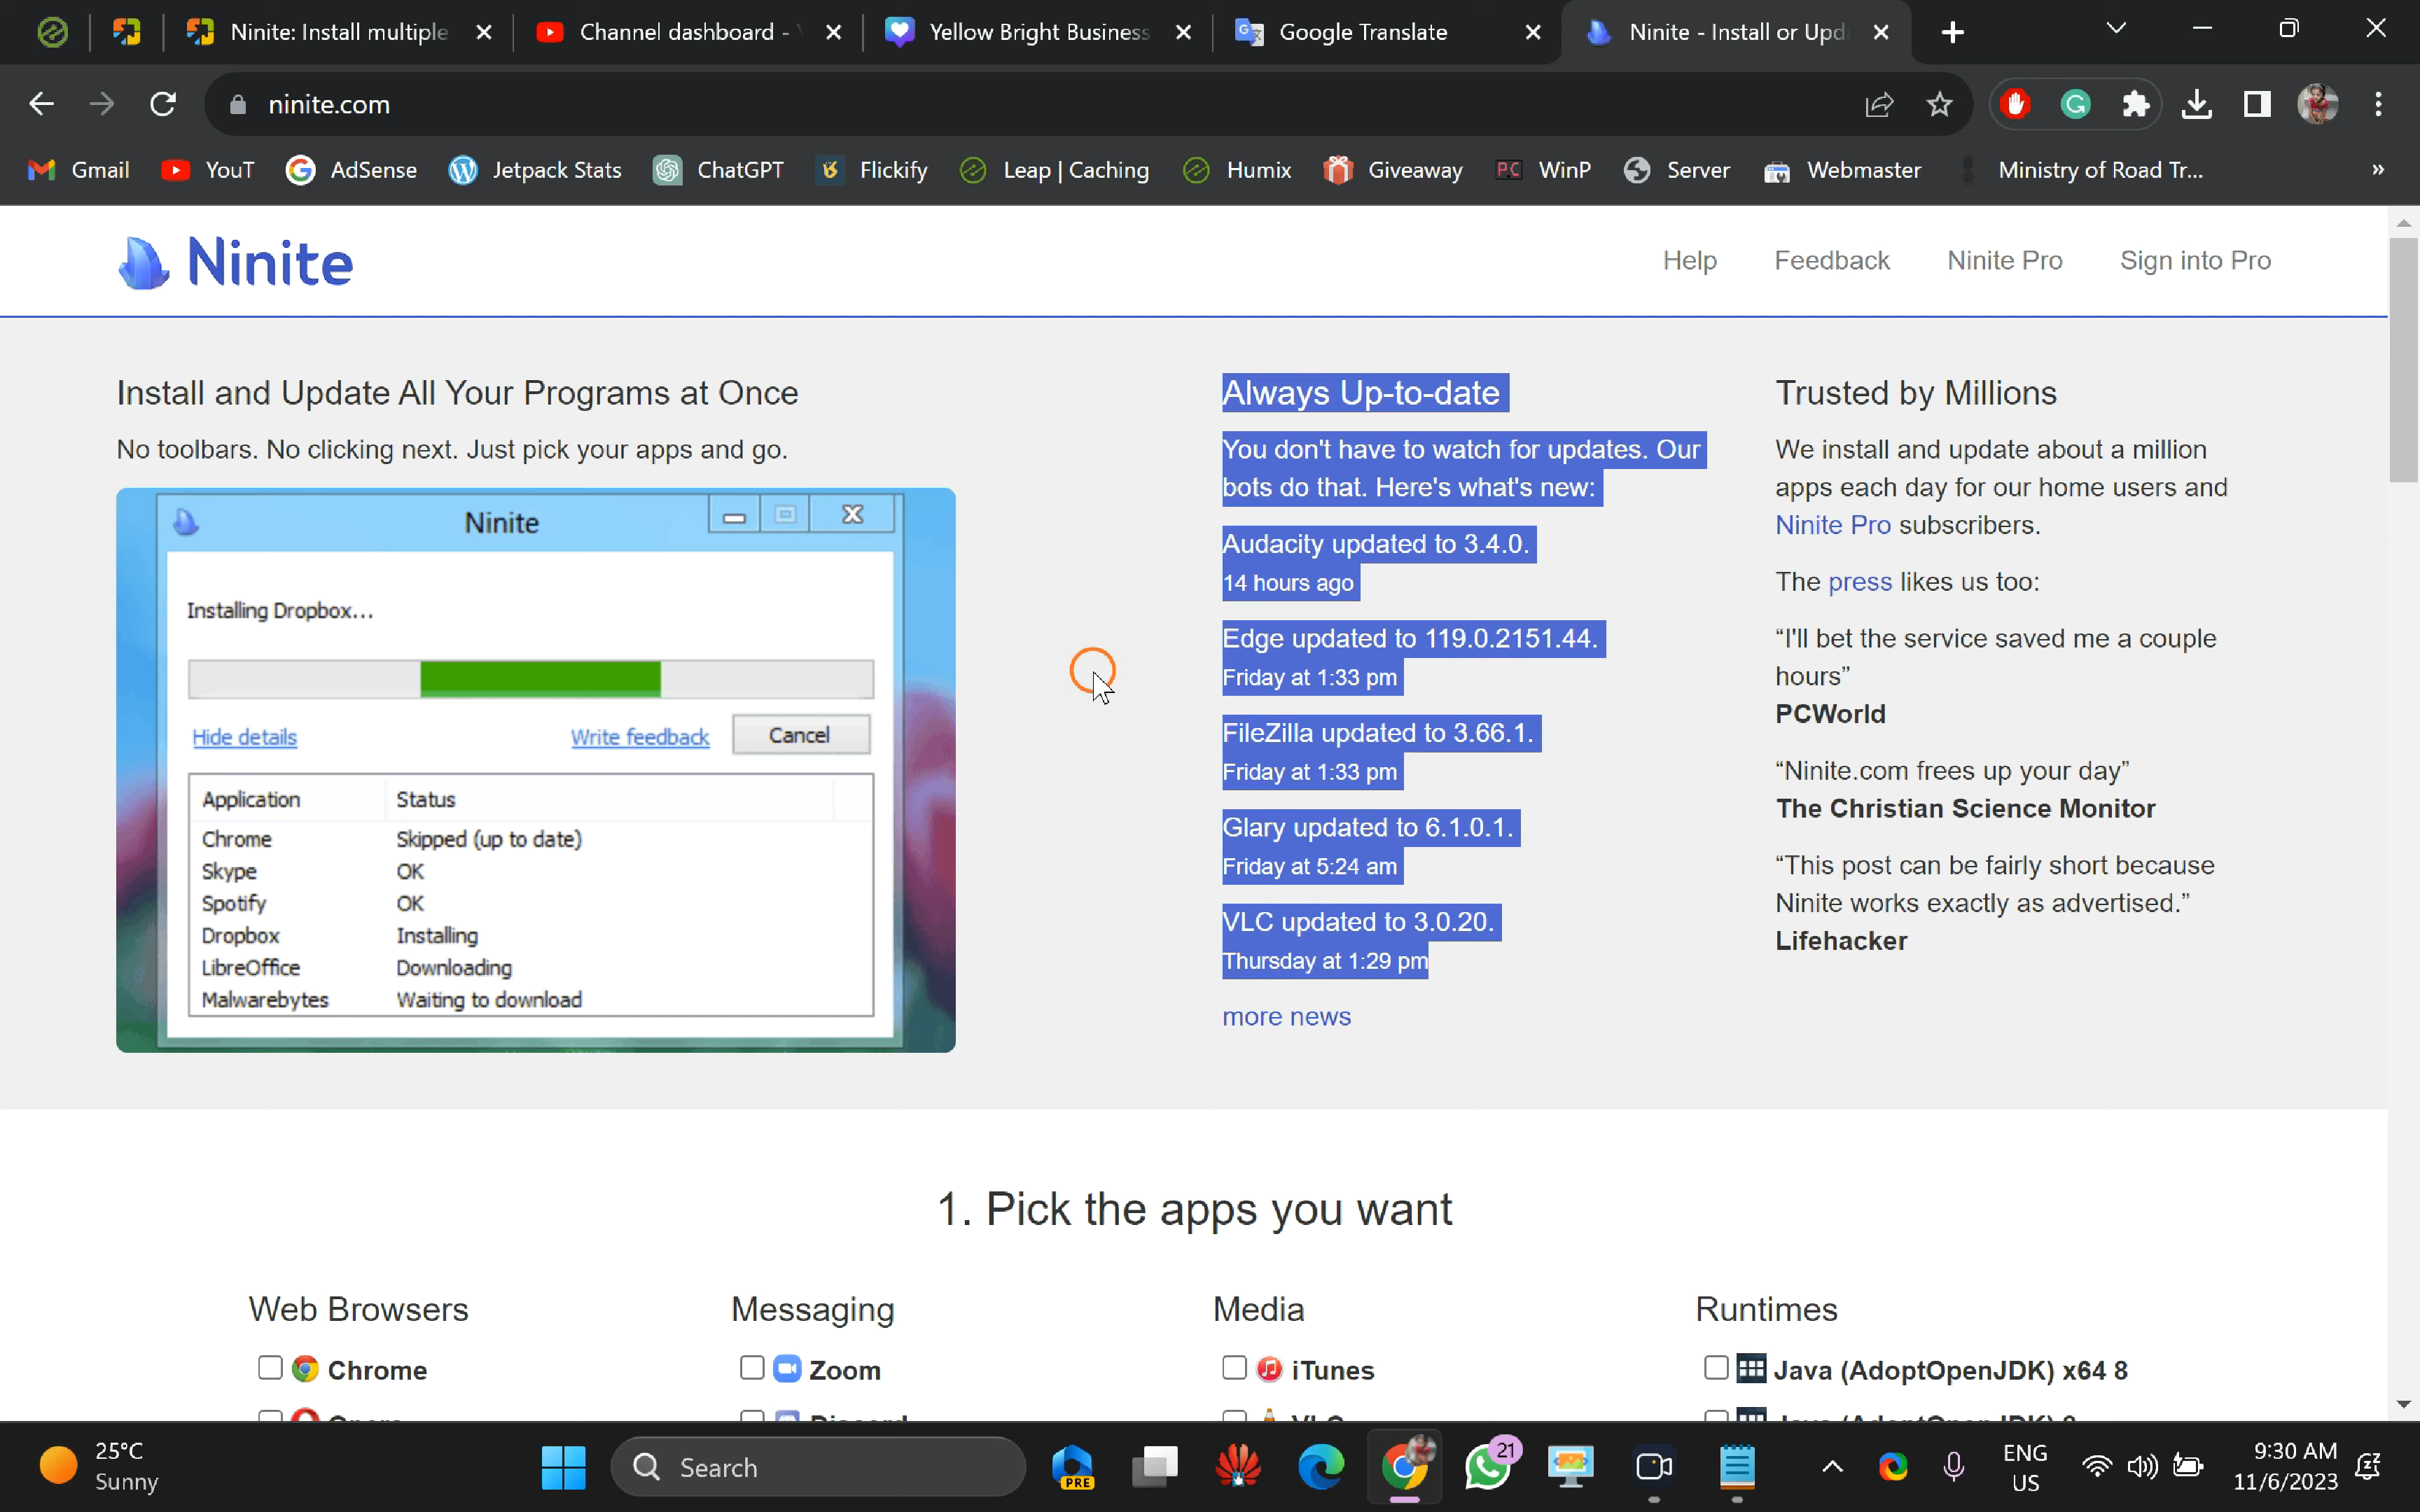 Ninite: Install multiple
Channel dashboard -
Yellow Bright Business
Google Translate
Ninite - Install or Upd
ninite.com
Gmail
YouT
AdSense
Jetpack Stats
ChatGPT
Flickify
Leap | Caching
Humix
Giveaway
WinP
Server
Webmaster
Ministry of Road Tr...
»
Ninite
Help
Feedback
Ninite Pro
Sign into Pro
Install and Update All Your Programs at Once
No toolbars. No clicking next. Just pick your apps and go.
Ninite
Installing Dropbox...
Hide details
Write feedback
Cancel
Application Status
Chrome Skipped (up to date)
Skype OK
Spotify OK
Dropbox Installing
LibreOffice Downloading
Malwarebytes Waiting to download
Always Up-to-date
You don't have to watch for updates. Our
bots do that. Here's what's new:
Audacity updated to 3.4.0.
14 hours ago
Edge updated to 119.0.2151.44.
Friday at 1:33 pm
FileZilla updated to 3.66.1.
Friday at 1:33 pm
Glary updated to 6.1.0.1.
Friday at 5:24 am
VLC updated to 3.0.20.
Thursday at 1:29 pm
more news
Trusted by Millions
We install and update about a million
apps each day for our home users and
Ninite Pro subscribers.
The press likes us too:
“I'll bet the service saved me a couple
hours”
PCWorld
“Ninite.com frees up your day”
The Christian Science Monitor
“This post can be fairly short because
Ninite works exactly as advertised.”
Lifehacker
1. Pick the apps you want
Web Browsers
Chrome
Messaging
Zoom
Media
iTunes
Runtimes
Java (AdoptOpenJDK) x64 8
25°C
Sunny
Search
PRE
21
ENG
US
9:30 AM
11/6/2023